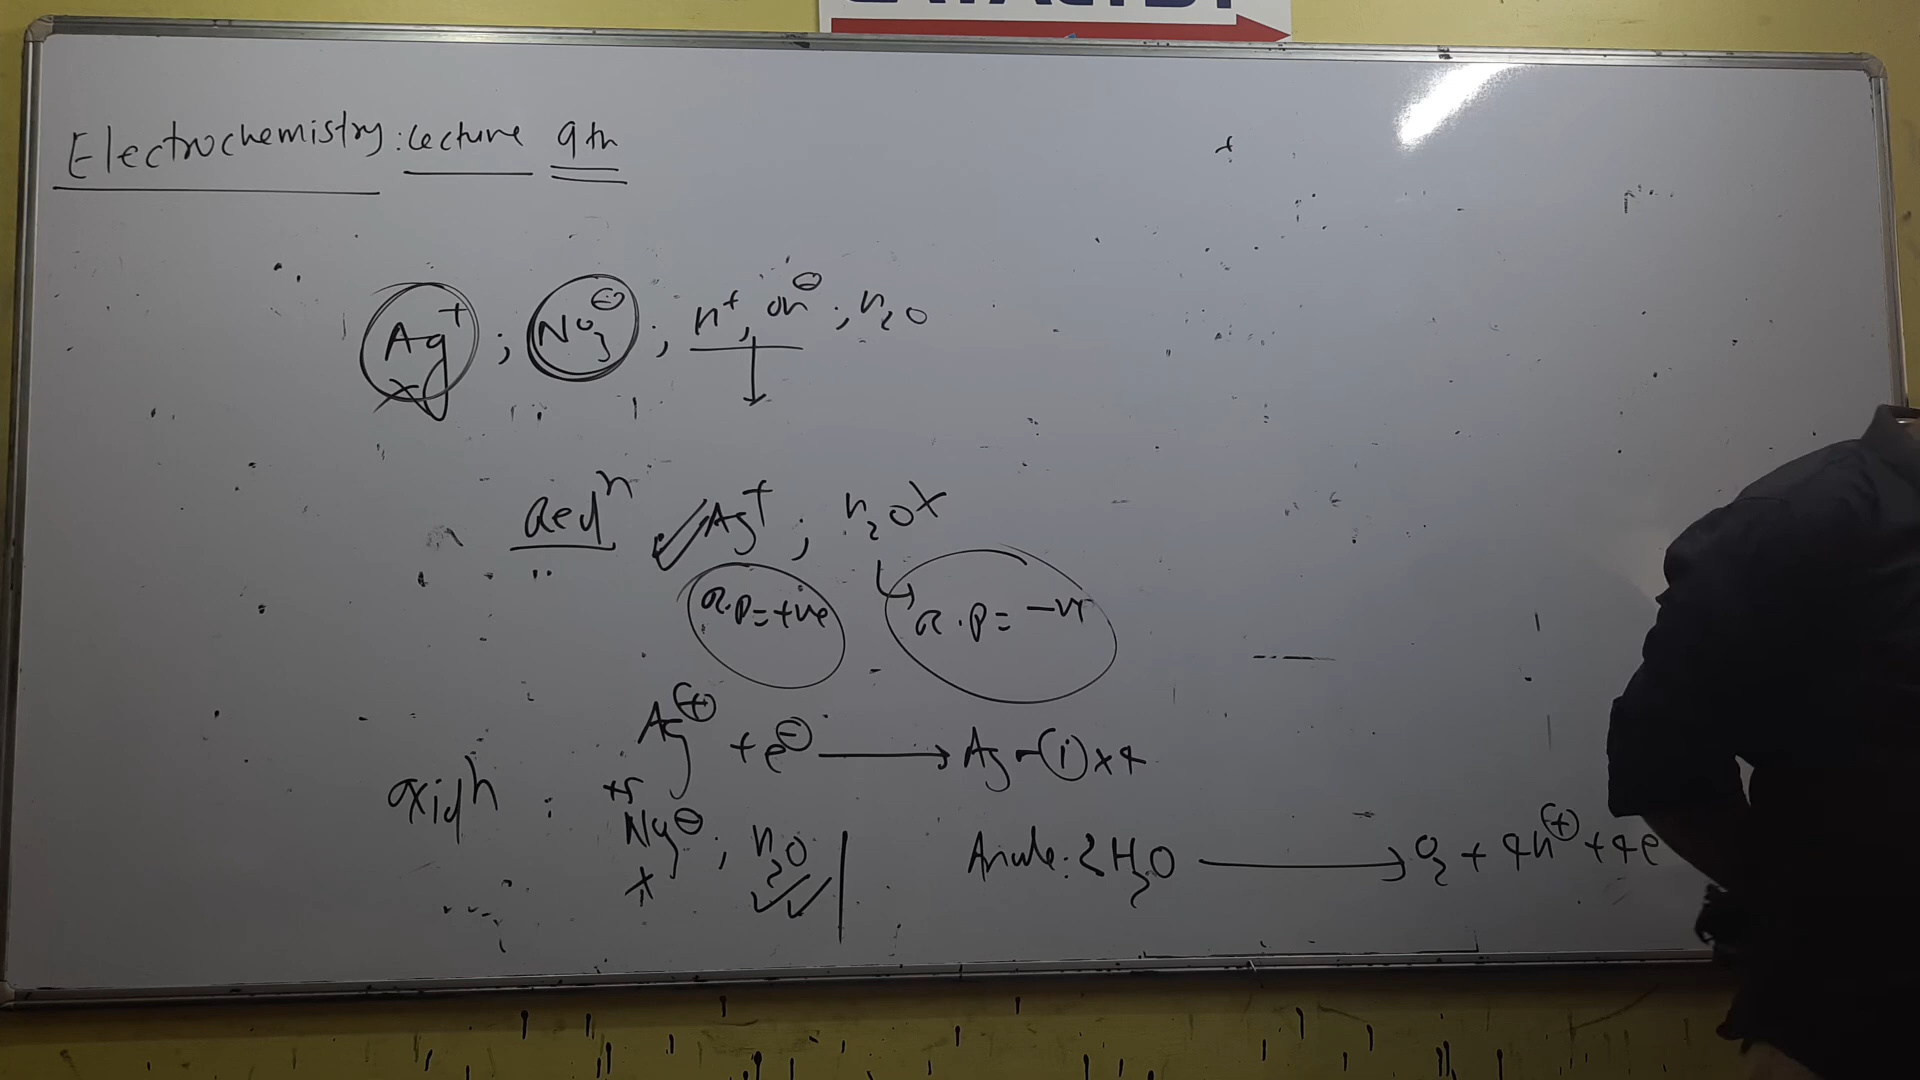 CATALYST
Electrochemistry: Lecture 9th
Ag⁺ ; NO₃⁻ ; H⁺, OH⁻ ; H₂O
Redⁿ ✓ Ag⁺ ; H₂O ×
R.P = +ve R.P = -ve
Ag⁺ + e⁻ → Ag -(i) × 4
oxidⁿ : NO₃⁻ ; H₂O
× ✓✓
Anode: 2H₂O → O₂ + 4H⁺ + 4e